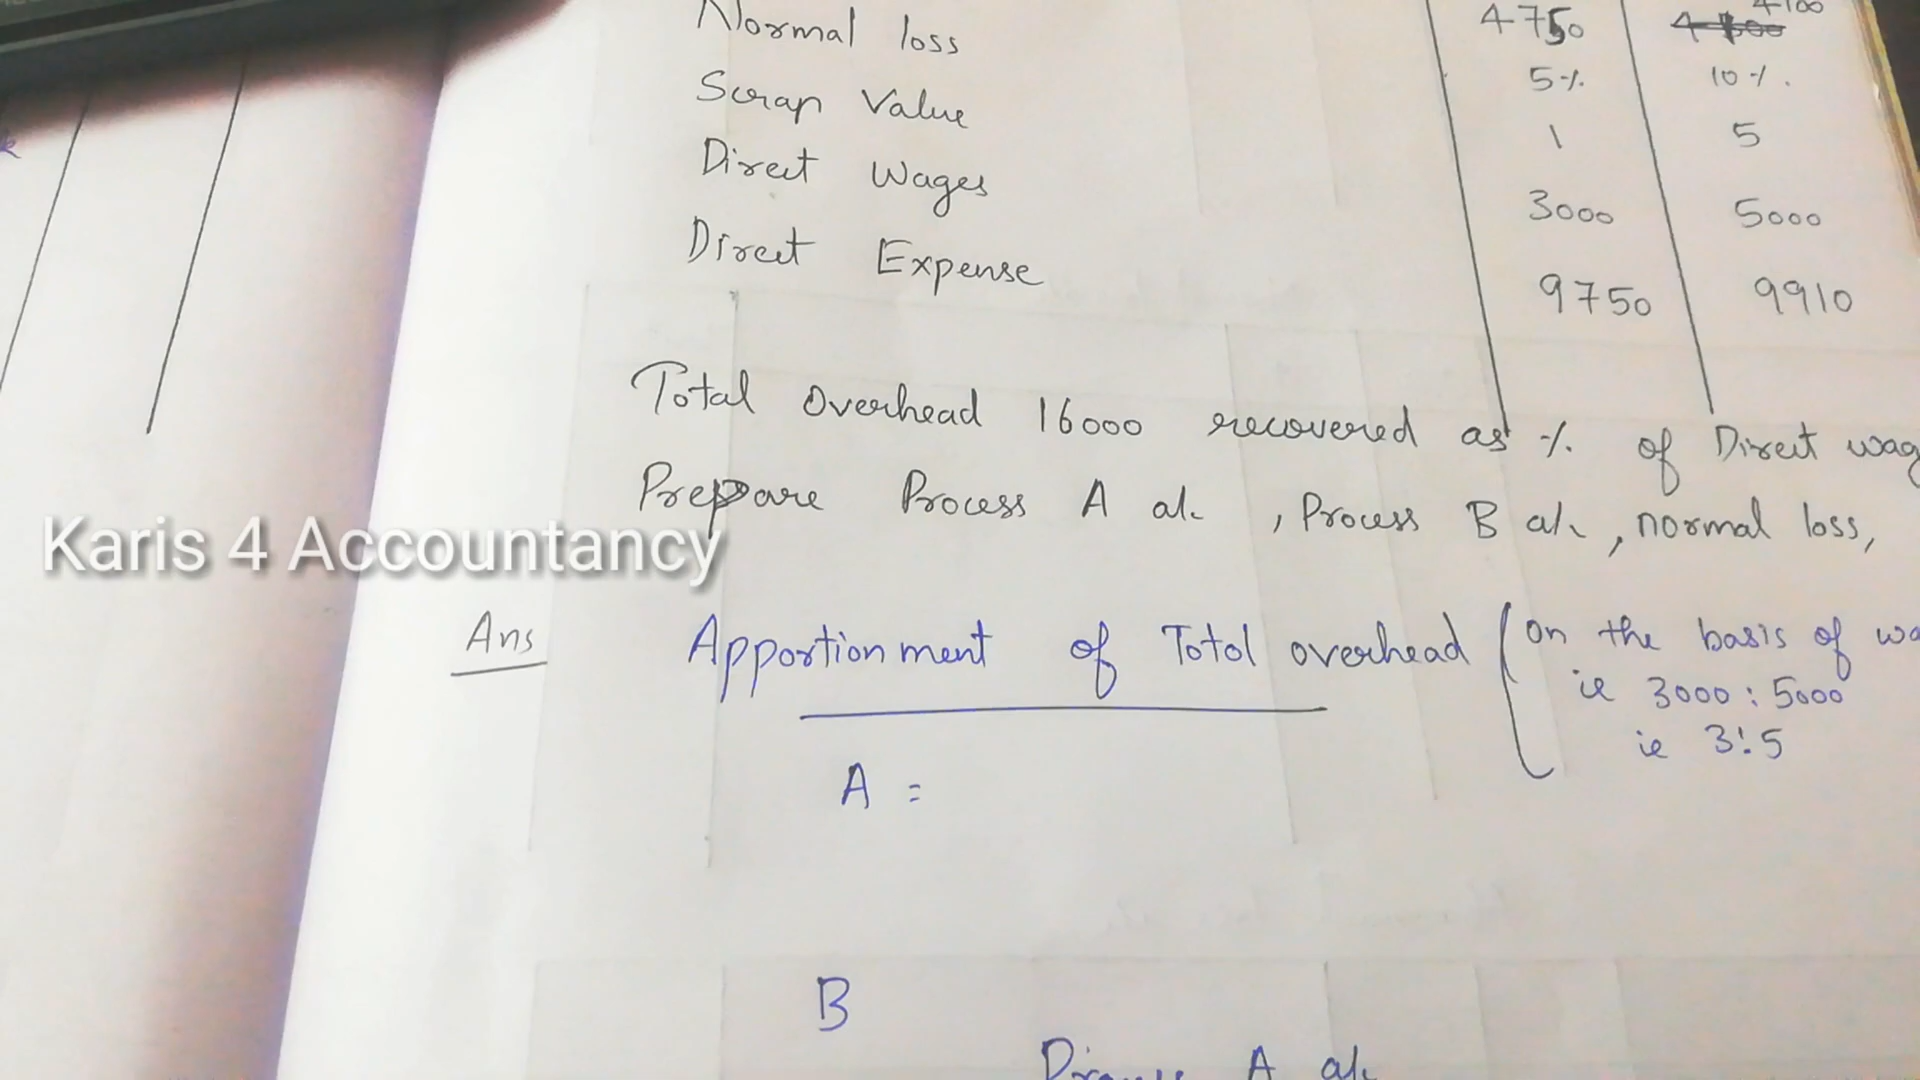 4750 4100
Normal loss 5% 10%.
Scrap Value 1 5
Direct Wages 3000 5000
Direct Expense 9750 9910
Total Overhead 16000 recovered as % of Direct wag
Prepare Process A a/c , Process B a/c , normal loss,
Karis 4 Accountancy
Ans Apportionment of Total overhead (on the basis of wa
ie 3000 : 5000
ie 3:5
A =
B
A a/c